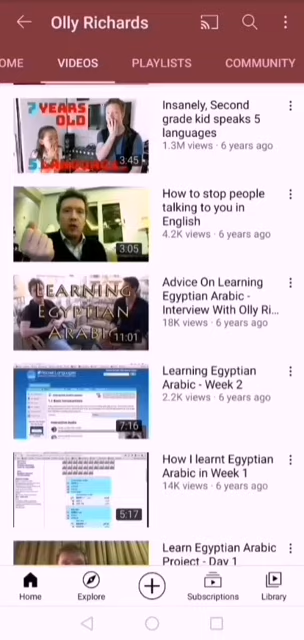 Olly Richards
OME
VIDEOS
PLAYLISTS
COMMUNITY
7 YEARS
OLD
3:45
Insanely, Second
grade kid speaks 5
languages
1.3M views · 6 years ago
3:05
How to stop people
talking to you in
English
4.2K views · 6 years ago
LEARNING
EGYPTIAN
ARABIC
11:01
Advice On Learning
Egyptian Arabic -
Interview With Olly Ri...
18K views · 6 years ago
7:16
Learning Egyptian
Arabic - Week 2
2.2K views · 6 years ago
5:17
How I learnt Egyptian
Arabic in Week 1
14K views · 6 years ago
Learn Egyptian Arabic
Project - Day 1
Home
Explore
Subscriptions
Library